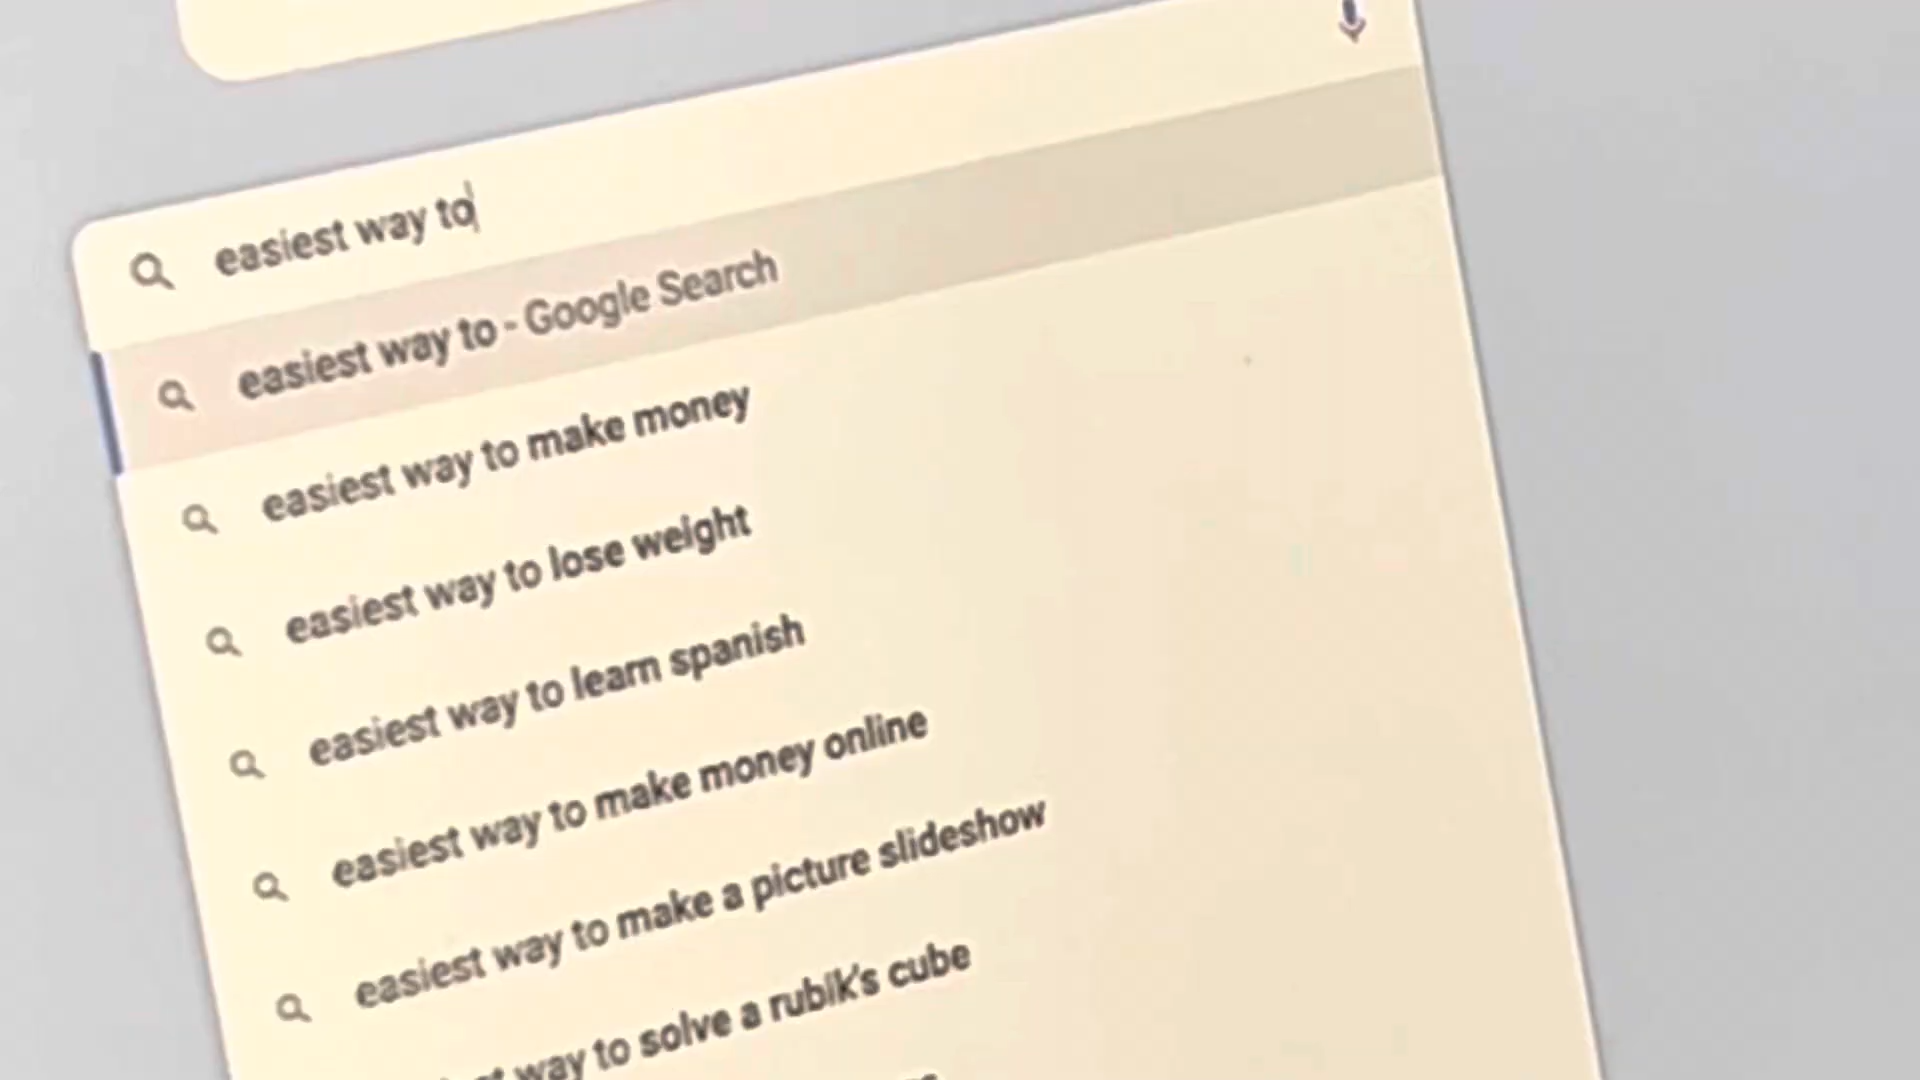 easiest way to
easiest way to - Google Search
easiest way to make money
easiest way to lose weight
easiest way to learn spanish
easiest way to make money online
easiest way to make a picture slideshow
way to solve a rubik's cube